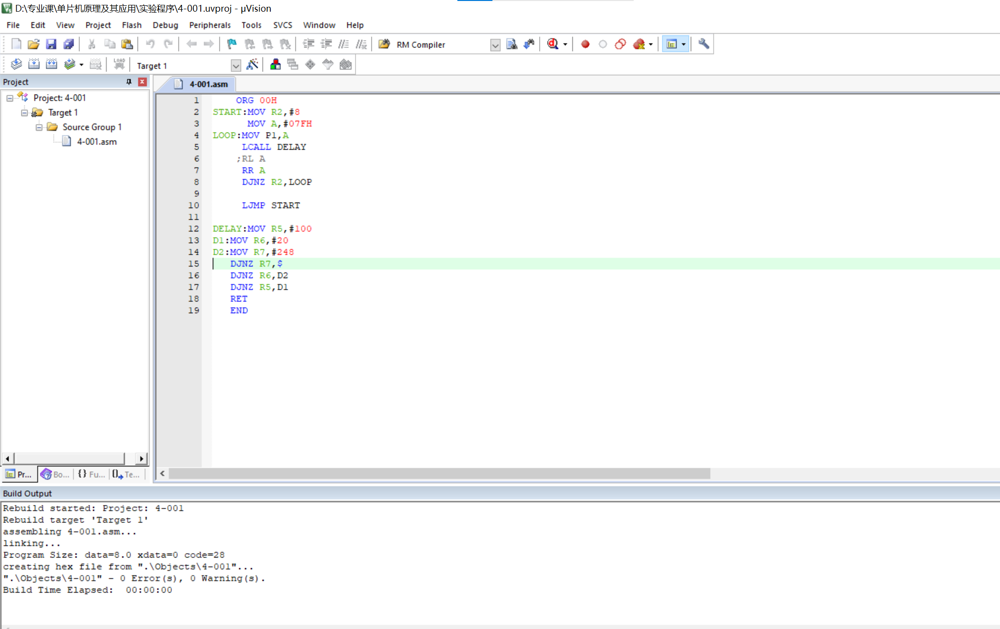 D:\专业课\单片机原理及其应用\实验程序\4-001.uvproj - µVision
File Edit View Project Flash Debug Peripherals Tools SVCS Window Help
RM Compiler
LOAD Target 1
Project
4-001.asm
Project: 4-001
Target 1
Source Group 1
4-001.asm
1 ORG 00H
2 START:MOV R2,#8
3 MOV A,#07FH
4 LOOP:MOV P1,A
5 LCALL DELAY
6 ;RL A
7 RR A
8 DJNZ R2,LOOP
9
10 LJMP START
11
12 DELAY:MOV R5,#100
13 D1:MOV R6,#20
14 D2:MOV R7,#248
15 DJNZ R7,$
16 DJNZ R6,D2
17 DJNZ R5,D1
18 RET
19 END
Pr... Bo... {} Fu... Te...
Build Output
Rebuild started: Project: 4-001
Rebuild target 'Target 1'
assembling 4-001.asm...
linking...
Program Size: data=8.0 xdata=0 code=28
creating hex file from ".\Objects\4-001"...
".\Objects\4-001" - 0 Error(s), 0 Warning(s).
Build Time Elapsed:  00:00:00